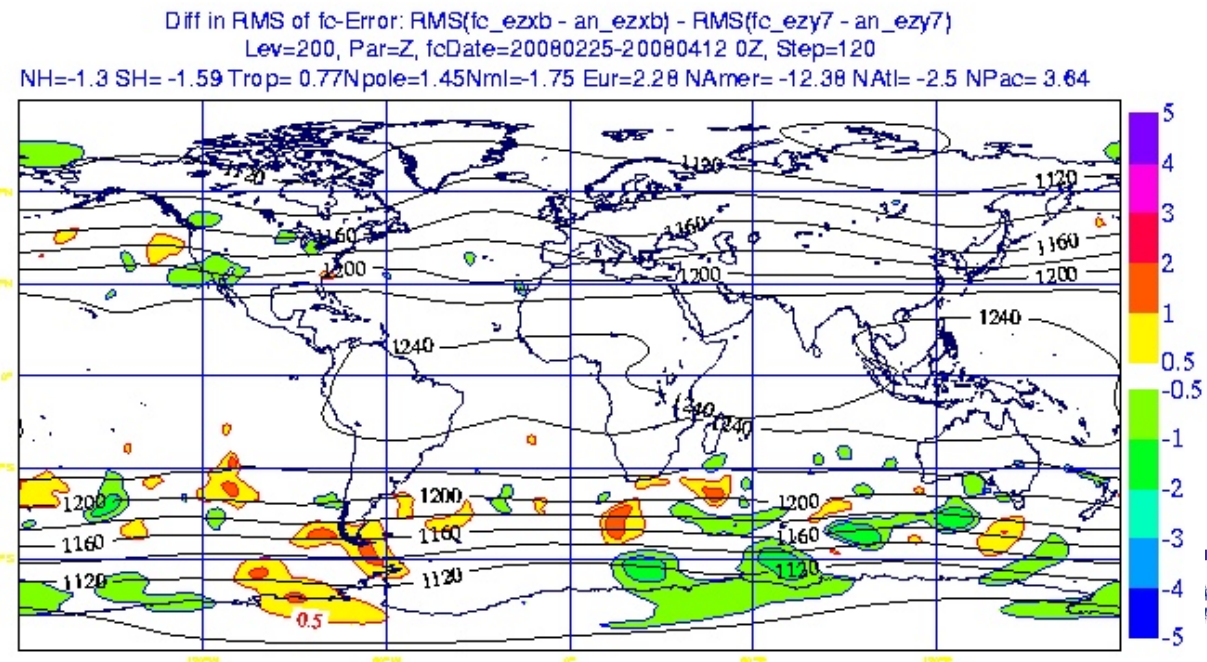 Diff in RMS of fc-Error: RMS(fc_ezxb - an_ezxb) - RMS(fc_ezy7 - an_ezy7)
Lev=200, Par=Z, fcDate=20080225-20080412 0Z, Step=120
NH=-1.3 SH= -1.59 Trop= 0.77Npole=1.45Nml=-1.75 Eur=2.28 NAmer= -12.38 NAtl= -2.5 NPac= 3.64
5
4
1120 1120
1120
3
1160 1160
1160
2
1200 1200 1200
1
1240 1240
0.5
-0.5
1240
1240
-1
1200 1200 1200
-2
1160 1160 1160
-3
1120 1120 1120
-4
0.5
-5